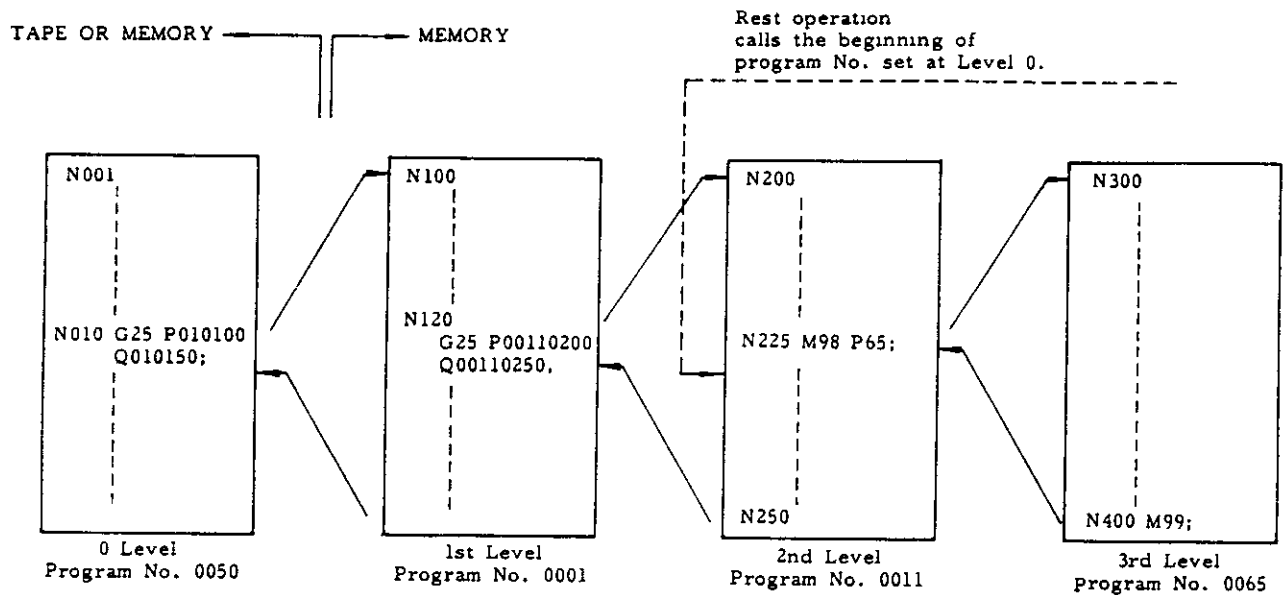 TAPE OR MEMORY
MEMORY
Rest operation
calls the beginning of
program No. set at Level 0.
N001
N010 G25 P010100
Q010150;
0 Level
Program No. 0050
N100
N120
G25 P00110200
Q00110250.
1st Level
Program No. 0001
N200
N225 M98 P65;
N250
2nd Level
Program No. 0011
N300
N400 M99;
3rd Level
Program No. 0065